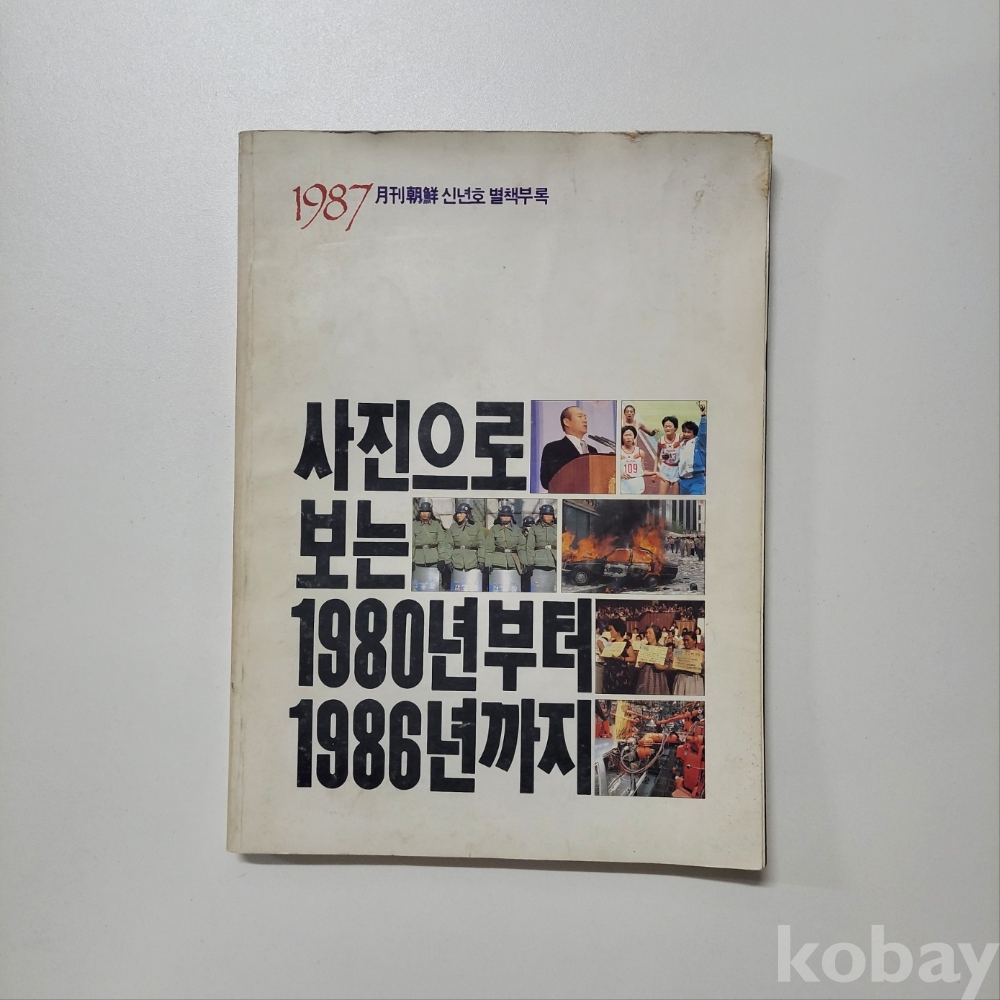 1987 月刊朝鮮 신년호 별책부록
사진으로
보는
109
1980년부터
1986년까지
kobay